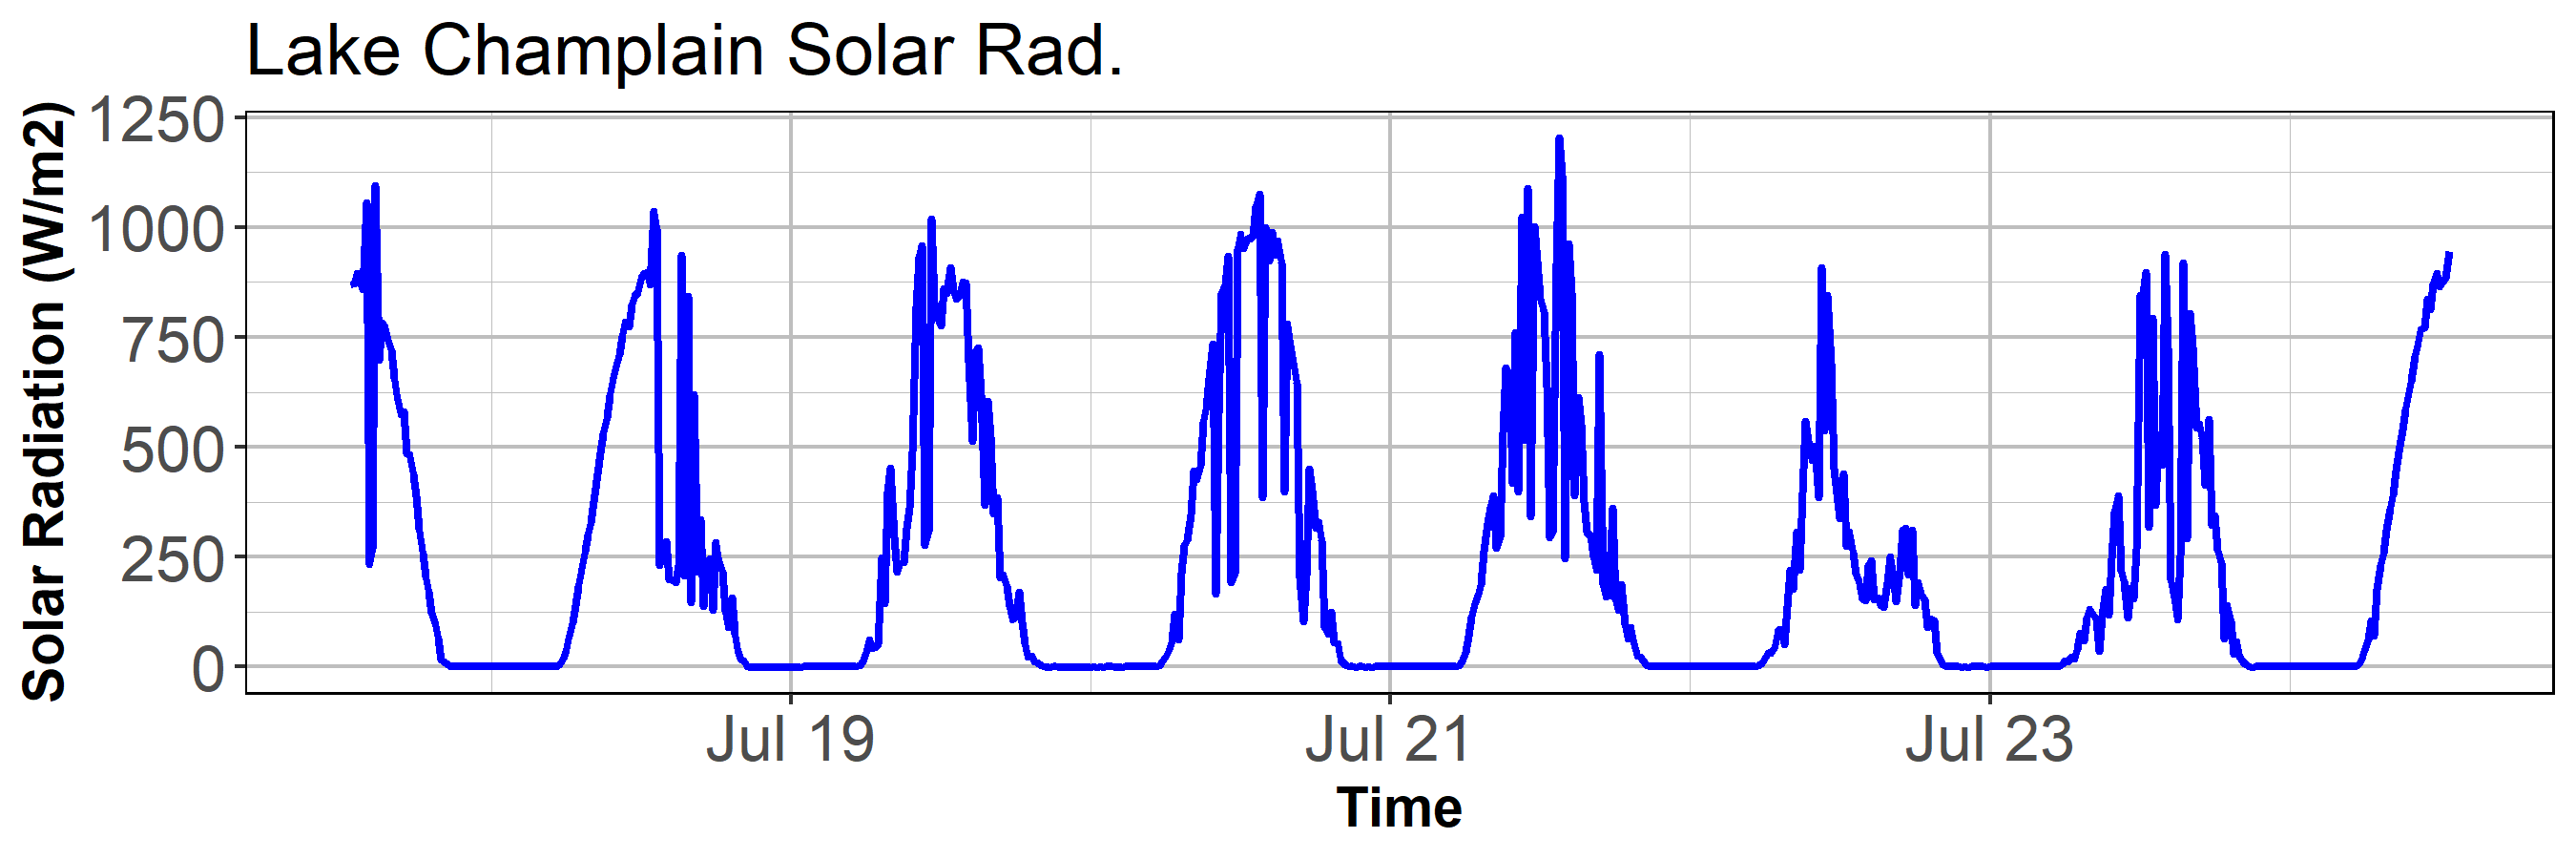 Lake Champlain Solar Rad.
Solar Radiation (W/m2)
1250
1000
750
500
250
0
Jul 19 Jul 21 Jul 23
Time